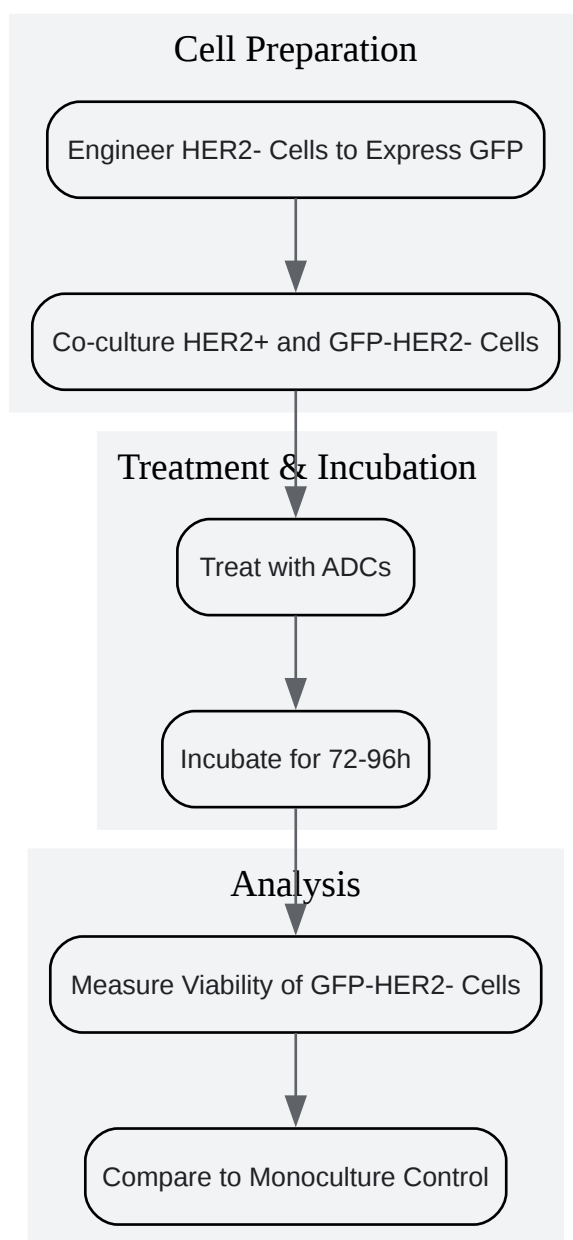 Cell Preparation
Engineer HER2- Cells to Express GFP
Co-culture HER2+ and GFP-HER2- Cells
Treatment & Incubation
Treat with ADCs
Incubate for 72-96h
Analysis
Measure Viability of GFP-HER2- Cells
Compare to Monoculture Control